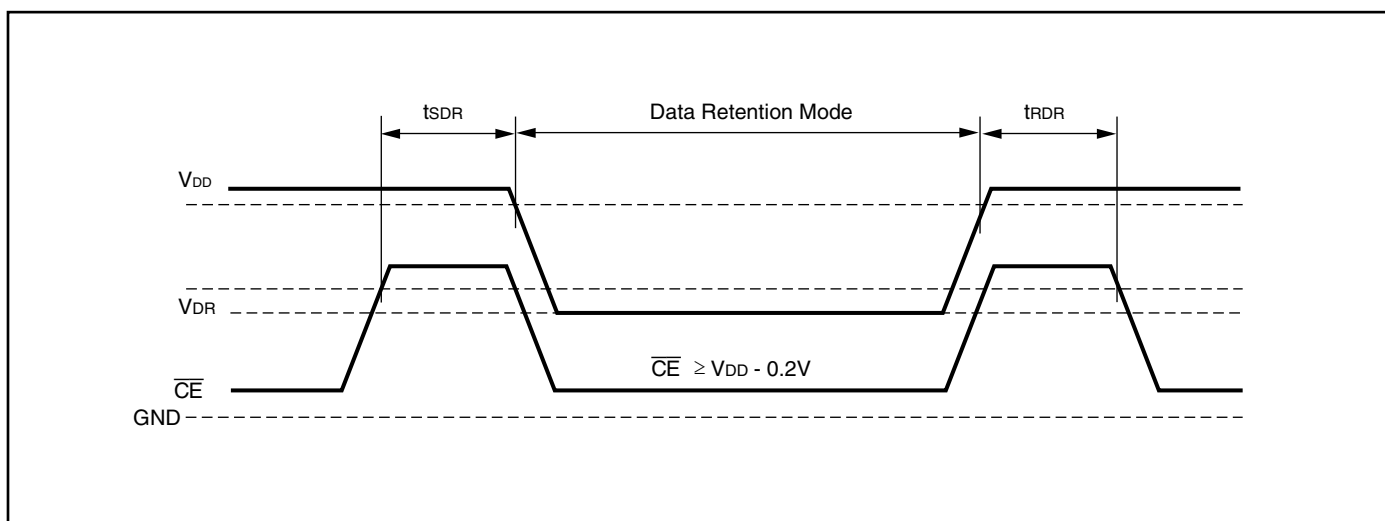 tSDR Data Retention Mode tRDR
VDD
VDR
CE ≥ VDD - 0.2V
CE
GND